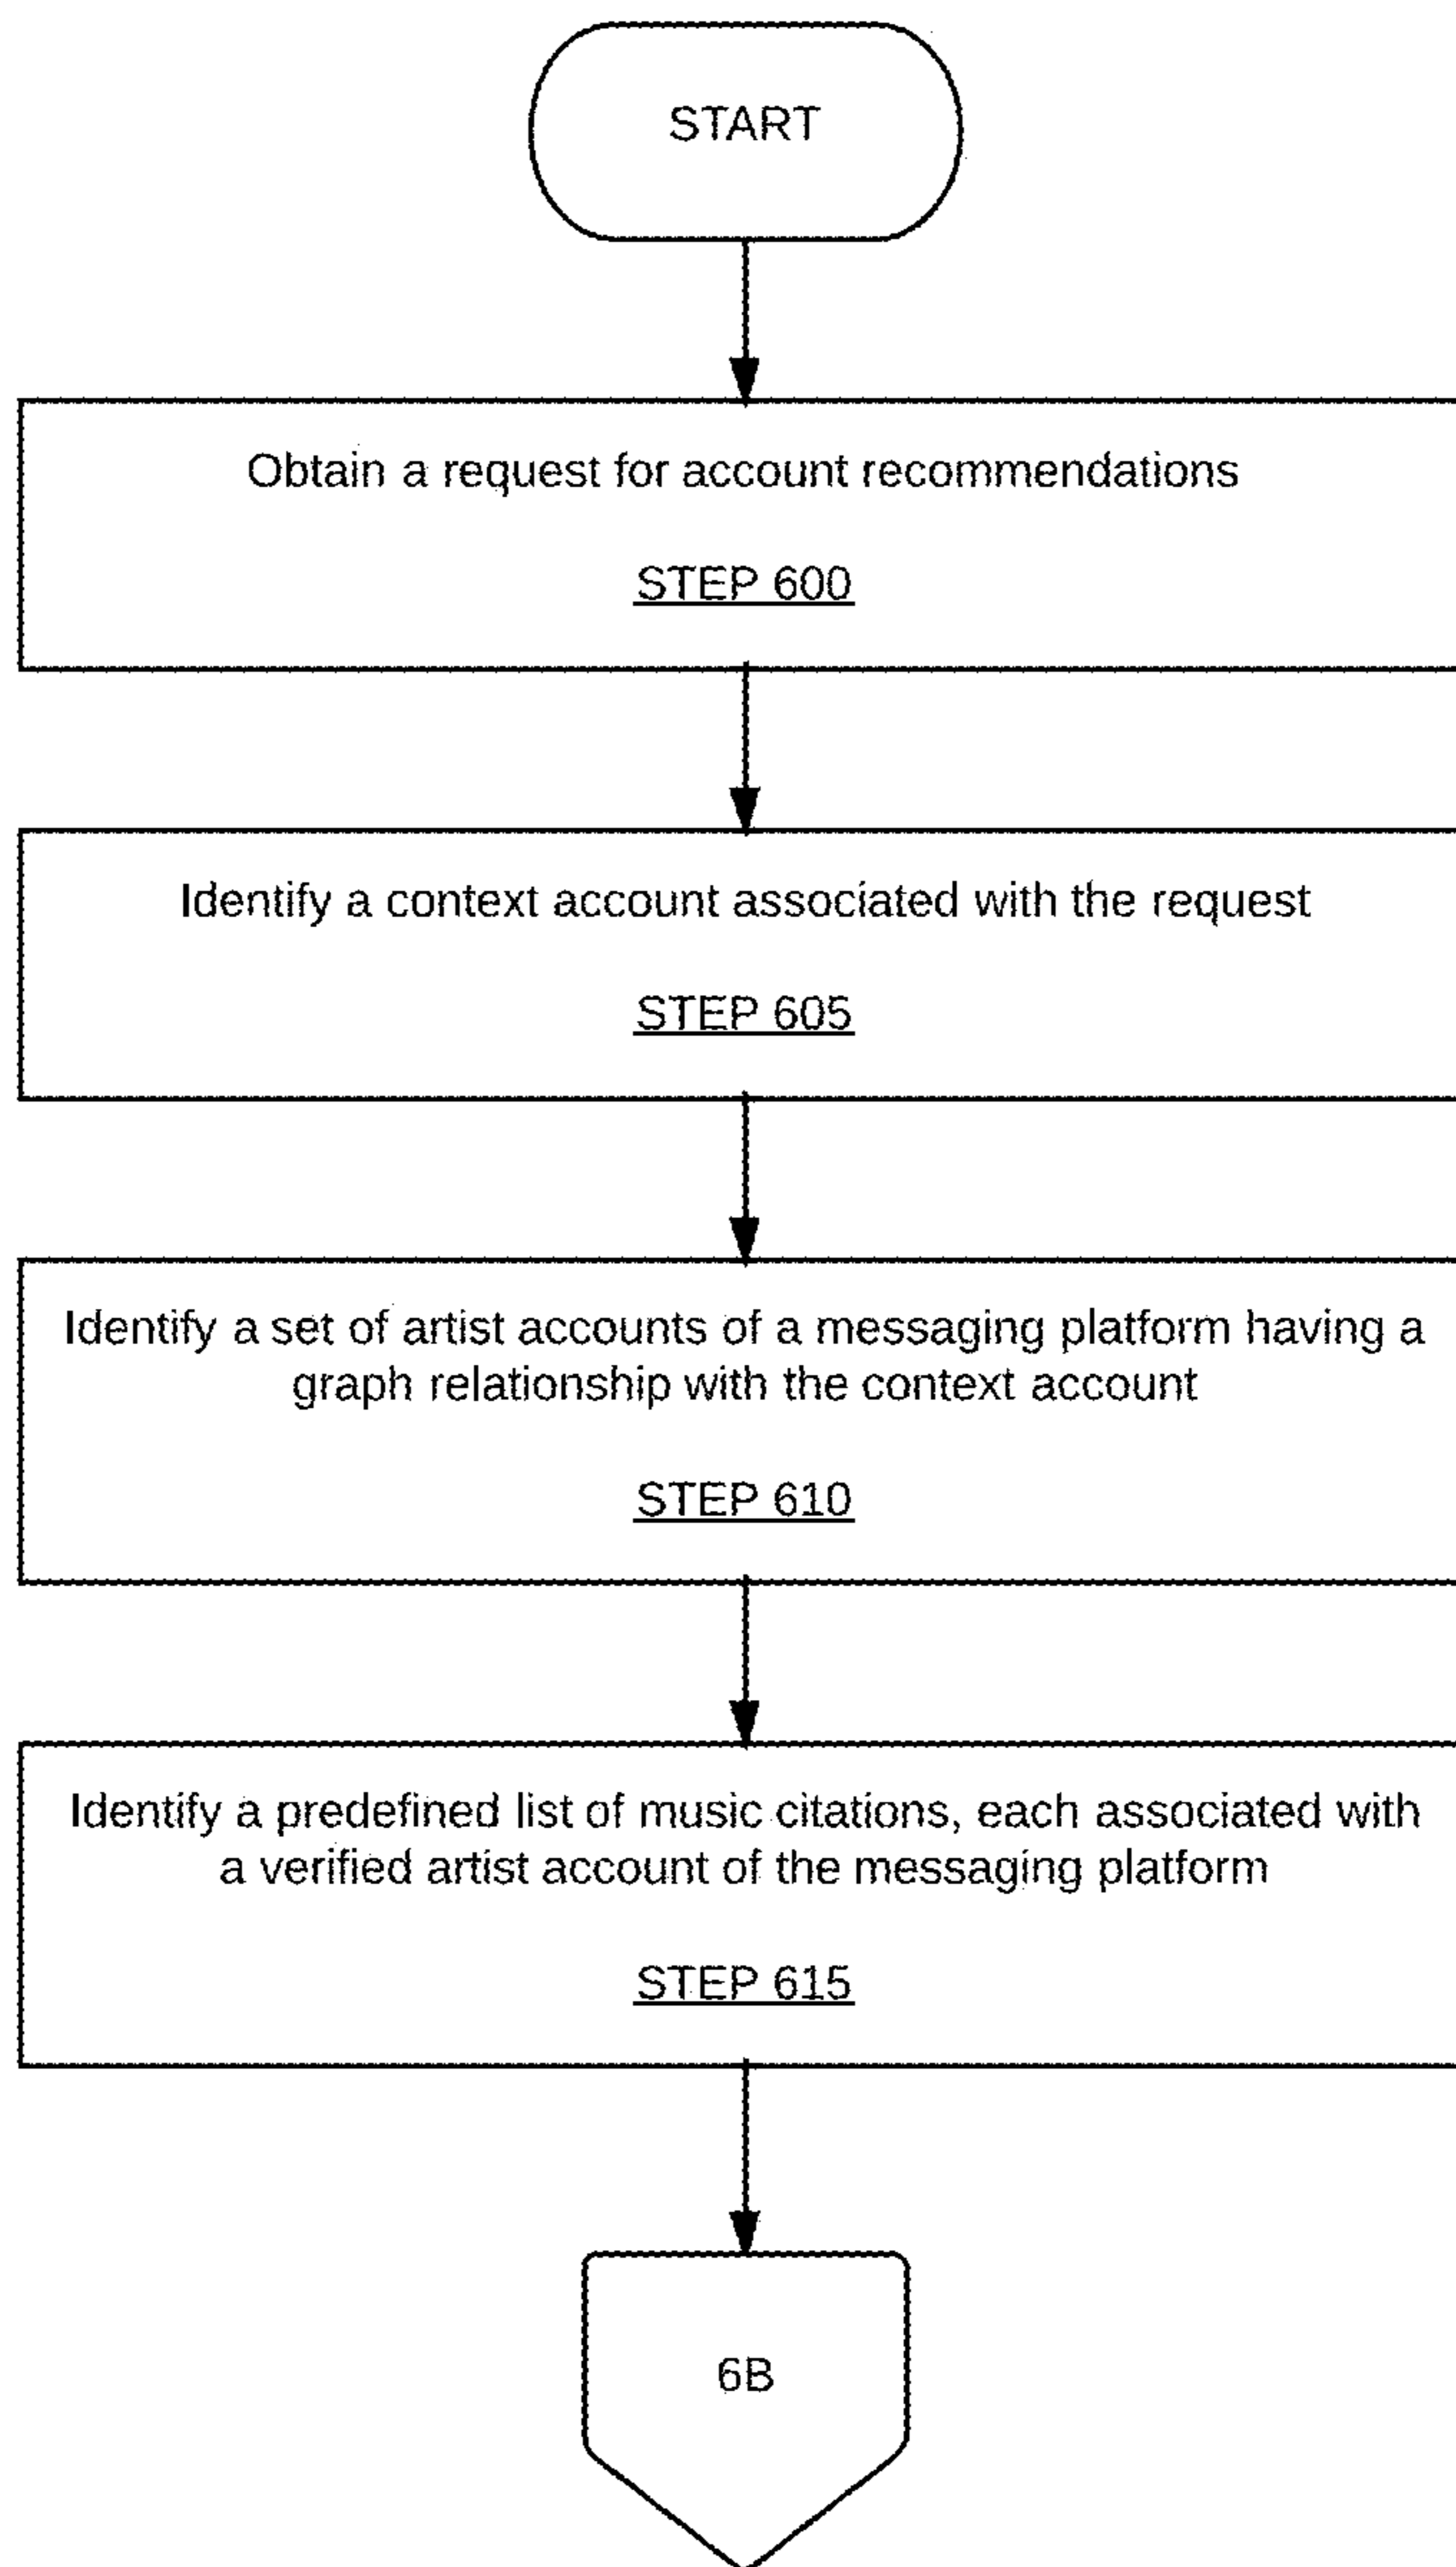 START
Obtain a request for account recommendations
STEP 600
Identify a context account associated with the request
STEP 605
Identify a set of artist accounts of a messaging platform having a
graph relationship with the context account
STEP 610
Identify a predefined list of music citations, each associated with
a verified artist account of the messaging platform
STEP 615
6B